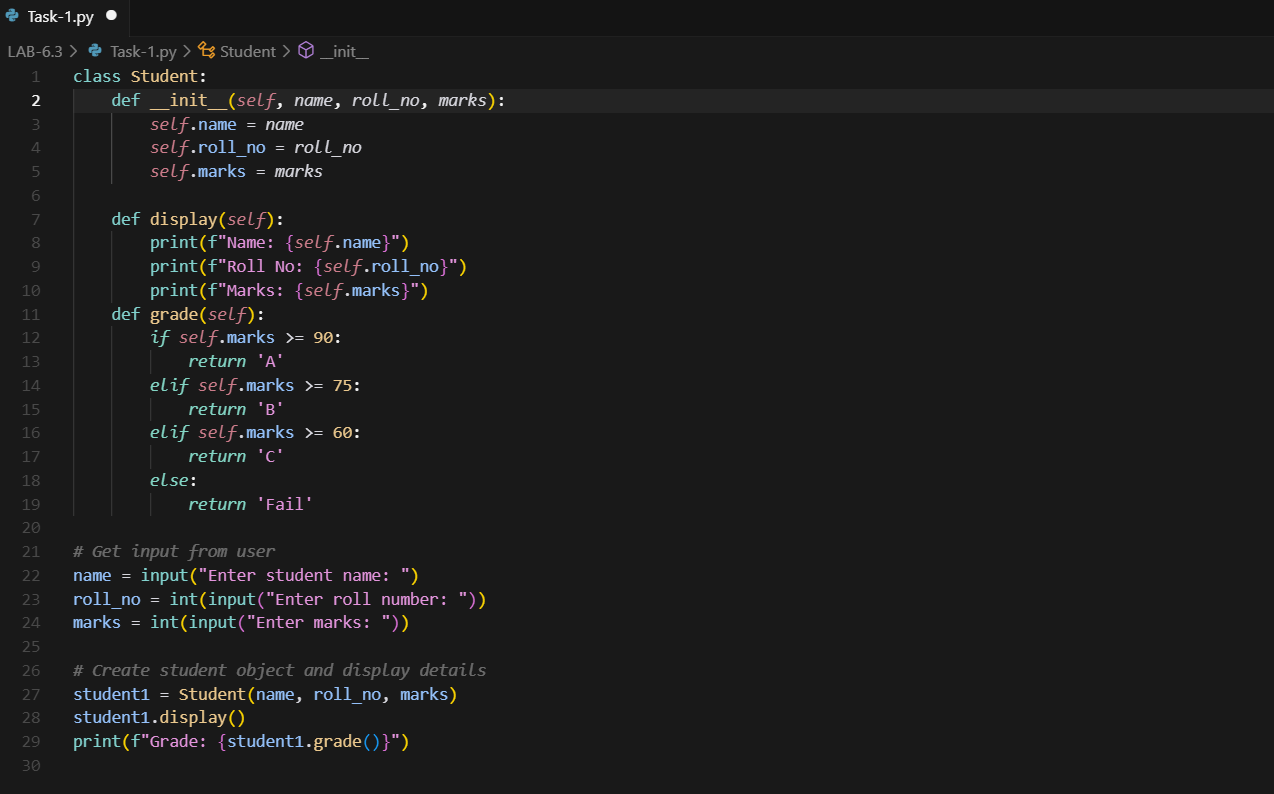 Task-1.py
LAB-6.3 > Task-1.py > Student > __init__
1 class Student:
2     def __init__(self, name, roll_no, marks):
3         self.name = name
4         self.roll_no = roll_no
5         self.marks = marks
6
7     def display(self):
8         print(f"Name: {self.name}")
9         print(f"Roll No: {self.roll_no}")
10         print(f"Marks: {self.marks}")
11     def grade(self):
12         if self.marks >= 90:
13             return 'A'
14         elif self.marks >= 75:
15             return 'B'
16         elif self.marks >= 60:
17             return 'C'
18         else:
19             return 'Fail'
20
21 # Get input from user
22 name = input("Enter student name: ")
23 roll_no = int(input("Enter roll number: "))
24 marks = int(input("Enter marks: "))
25
26 # Create student object and display details
27 student1 = Student(name, roll_no, marks)
28 student1.display()
29 print(f"Grade: {student1.grade()}")
30